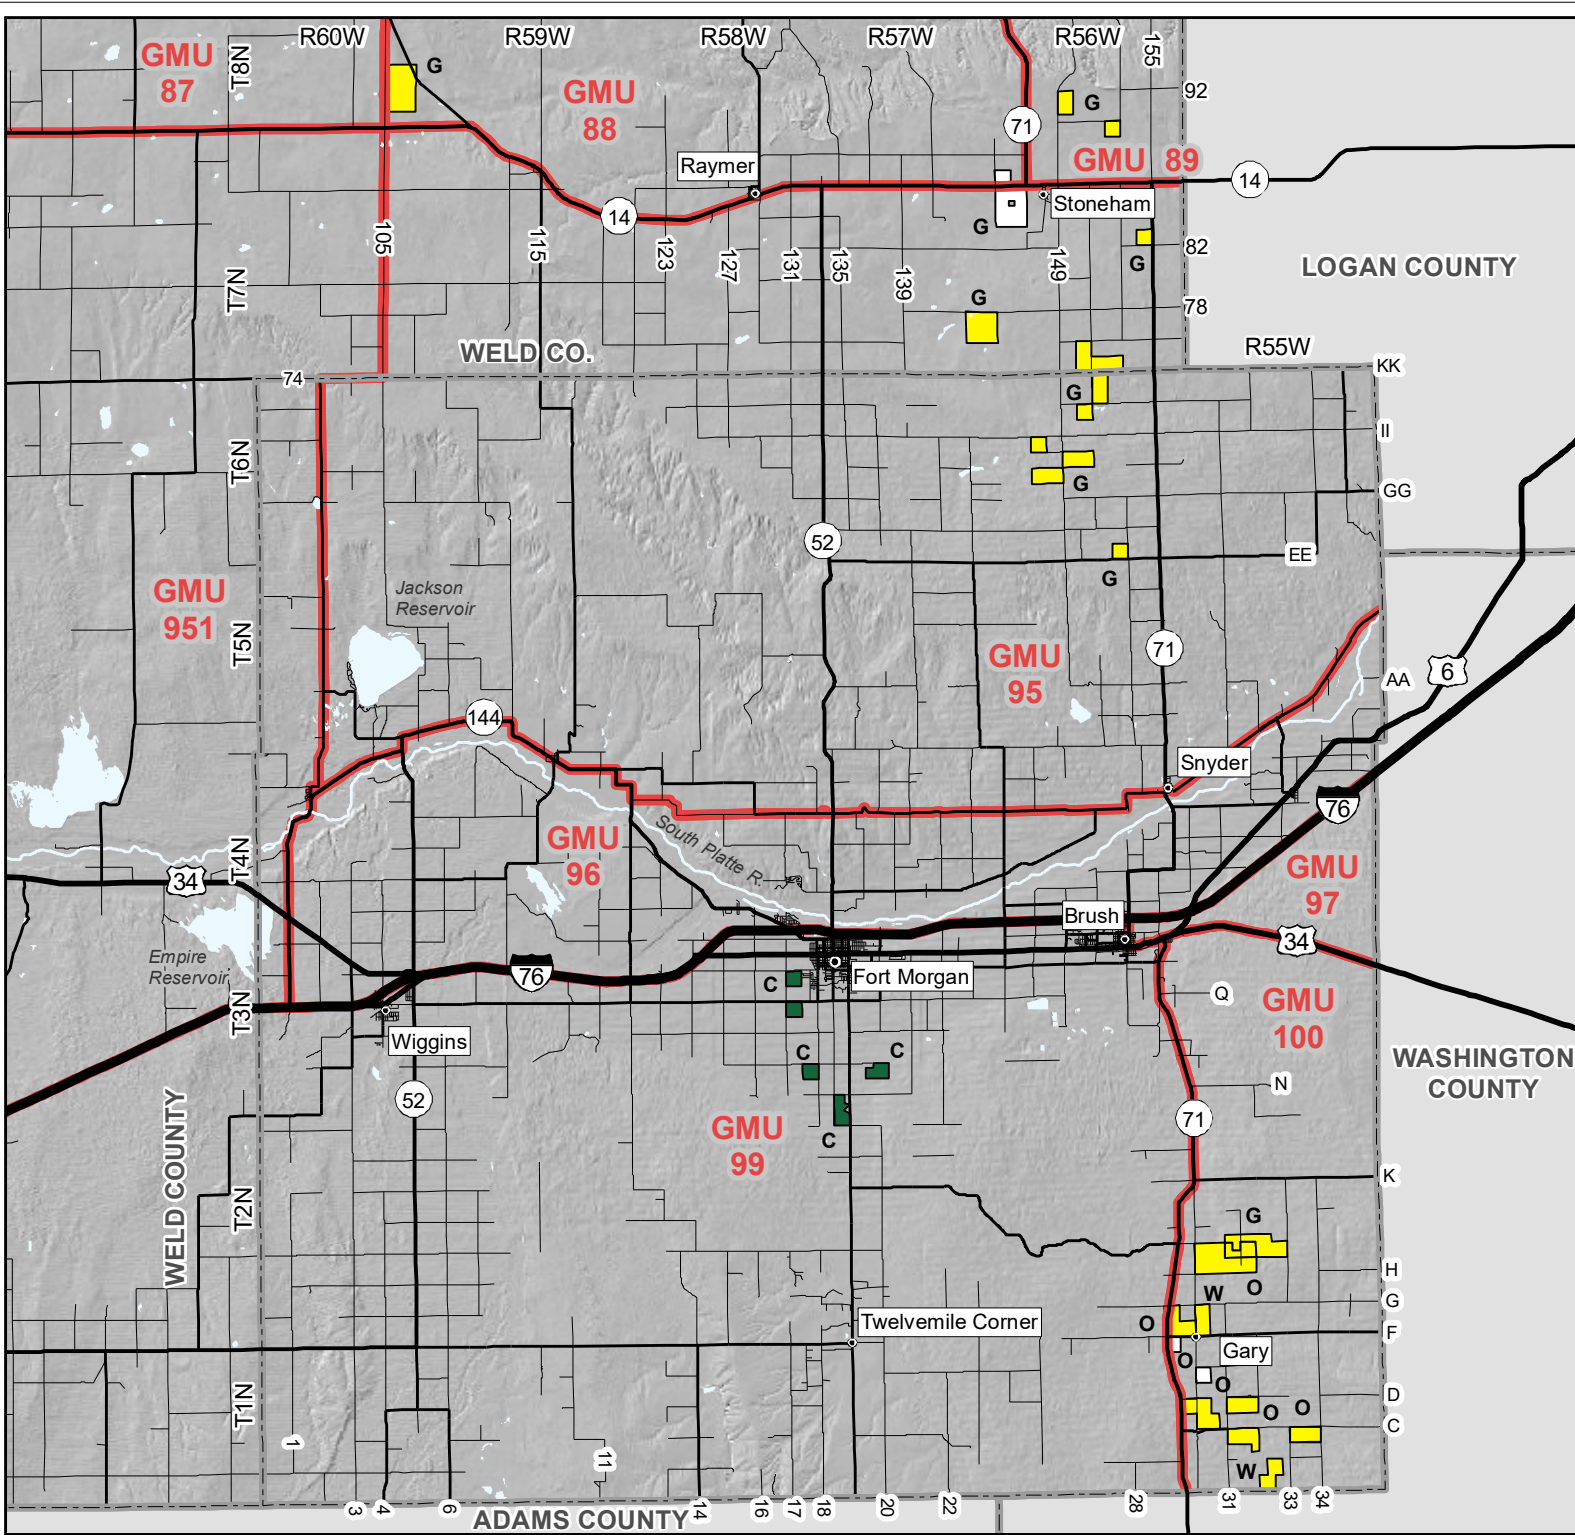 R60W
R59W
R58W
R57W
R56W
155
GMU
87
T8N
G
GMU
88
92
G
71
Raymer
GMU 89
14
14
Stoneham
G
105
115
123
127
131
135
139
149
82
G
LOGAN COUNTY
T7N
G
78
WELD CO.
R55W
74
KK
G
II
T6N
G
GG
52
EE
G
GMU
951
Jackson
Reservoir
T5N
GMU
95
71
6
AA
144
Snyder
76
South Platte R.
GMU
96
T4N
34
GMU
97
Brush
34
Empire
Reservoir
76
C
Fort Morgan
Q
GMU
100
T3N
Wiggins
C
C
WASHINGTON
COUNTY
52
N
71
GMU
99
C
WELD COUNTY
T2N
K
G
H
W
O
G
O
Twelvemile Corner
F
Gary
O
O
D
T1N
O
O
C
1
11
W
3
4
6
14
16
17
18
20
22
28
31
33
34
ADAMS COUNTY